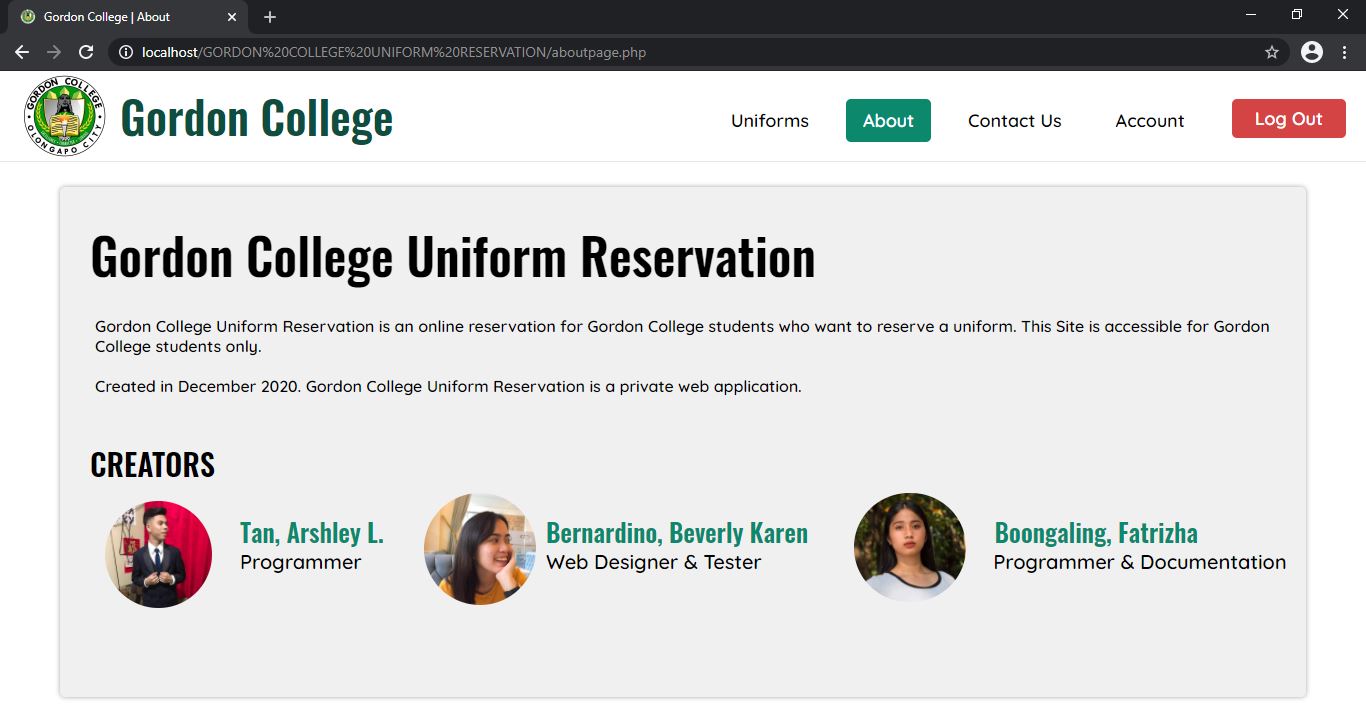 Gordon College | About
localhost/GORDON%20COLLEGE%20UNIFORM%20RESERVATION/aboutpage.php
GORDON COLLEGE
OLONGAPO CITY
Gordon College
Uniforms
About
Contact Us
Account
Log Out
Gordon College Uniform Reservation
Gordon College Uniform Reservation is an online reservation for Gordon College students who want to reserve a uniform. This Site is accessible for Gordon
College students only.
Created in December 2020. Gordon College Uniform Reservation is a private web application.
CREATORS
Tan, Arshley L.
Programmer
Bernardino, Beverly Karen
Web Designer & Tester
Boongaling, Fatrizha
Programmer & Documentation